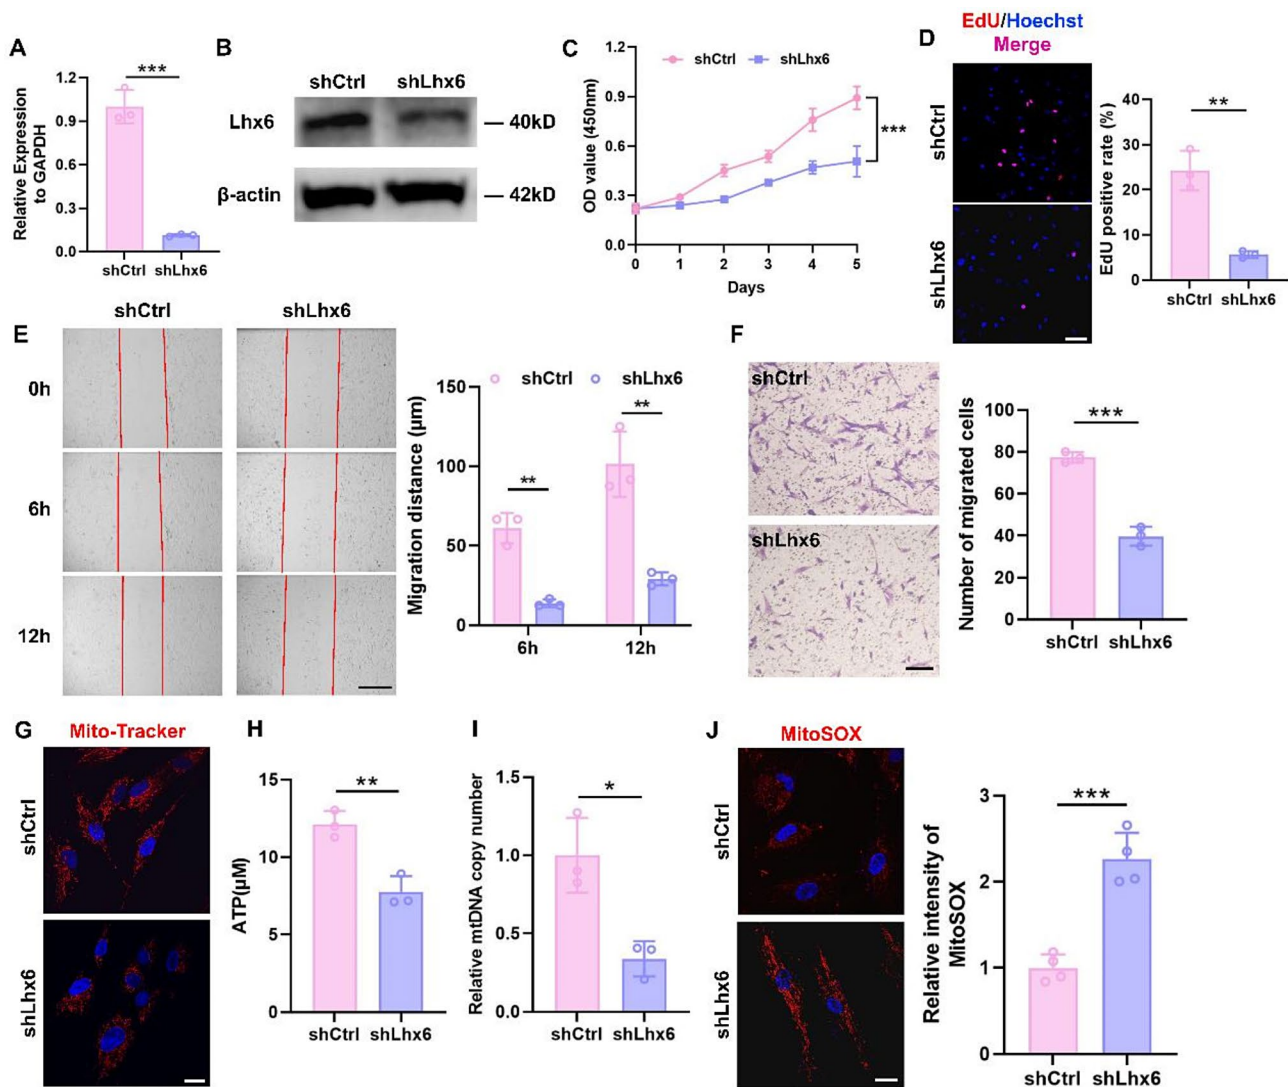 A
***
Relative Expression
to GAPDH
1.2
0.9
0.6
0.3
0.0
shCtrl shLhx6
B
shCtrl shLhx6
Lhx6
— 40kD
β-actin
— 42kD
C
shCtrl shLhx6
OD value (450nm)
1.2
0.9
0.6
0.3
0.0
***
0 1 2 3 4 5
Days
D
EdU/Hoechst
Merge
shCtrl
shLhx6
EdU positive rate (%)
40
30
20
10
0
**
shCtrl shLhx6
E
shCtrl shLhx6
0h
6h
12h
shCtrl shLhx6
Migration distance (μm)
150
100
50
0
**
**
6h 12h
F
shCtrl
shLhx6
Number of migrated cells
100
80
60
40
20
0
***
shCtrl shLhx6
G
Mito-Tracker
shCtrl
shLhx6
H
ATP(μM)
15
10
5
0
**
shCtrl shLhx6
I
Relative mtDNA copy number
1.5
1.0
0.5
0.0
*
shCtrl shLhx6
J
MitoSOX
shCtrl
shLhx6
Relative intensity of
MitoSOX
3
2
1
0
***
shCtrl shLhx6